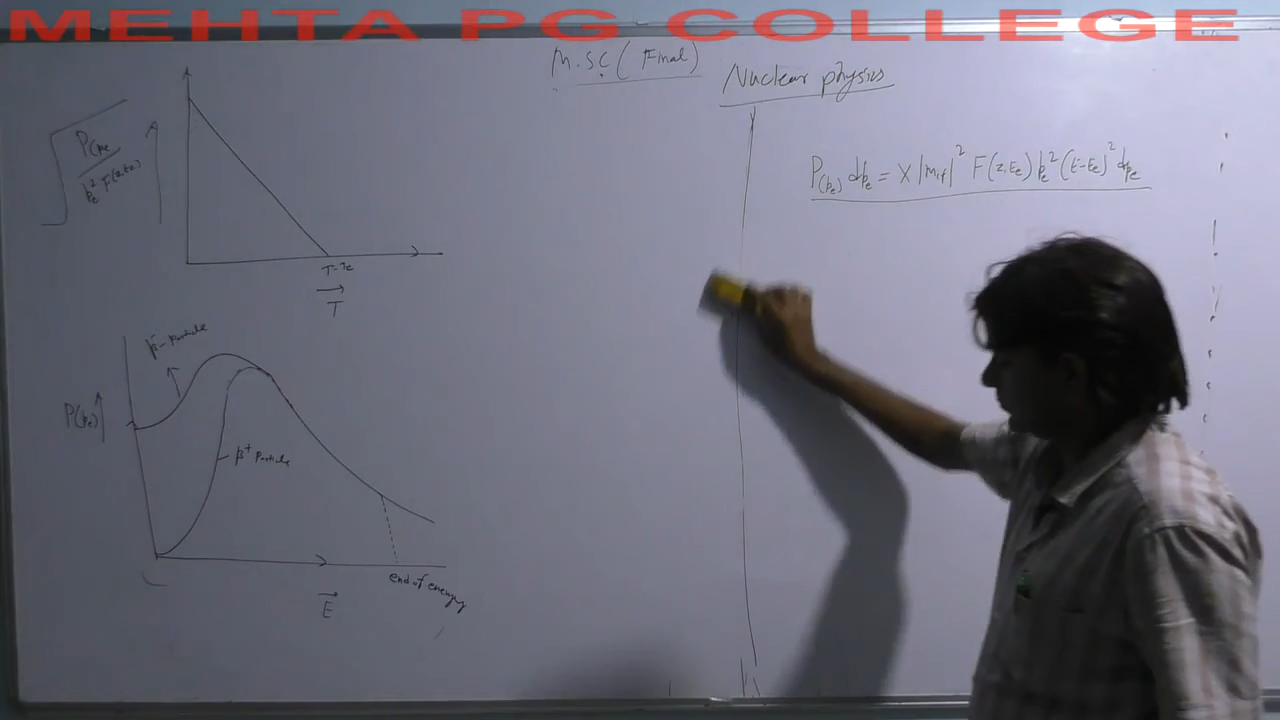 MEHTA PG COLLEGE
M.SC ( Final )
Nuclear physics
P(pe
pe² F(z,Ee)
T=Te
T
β⁻ - Particle
P(pe)
β⁺ Particle
end of energy
E
P(pe) dpe = X |Mif|² F(z,Ee) pe² (E-Ee)² dpe